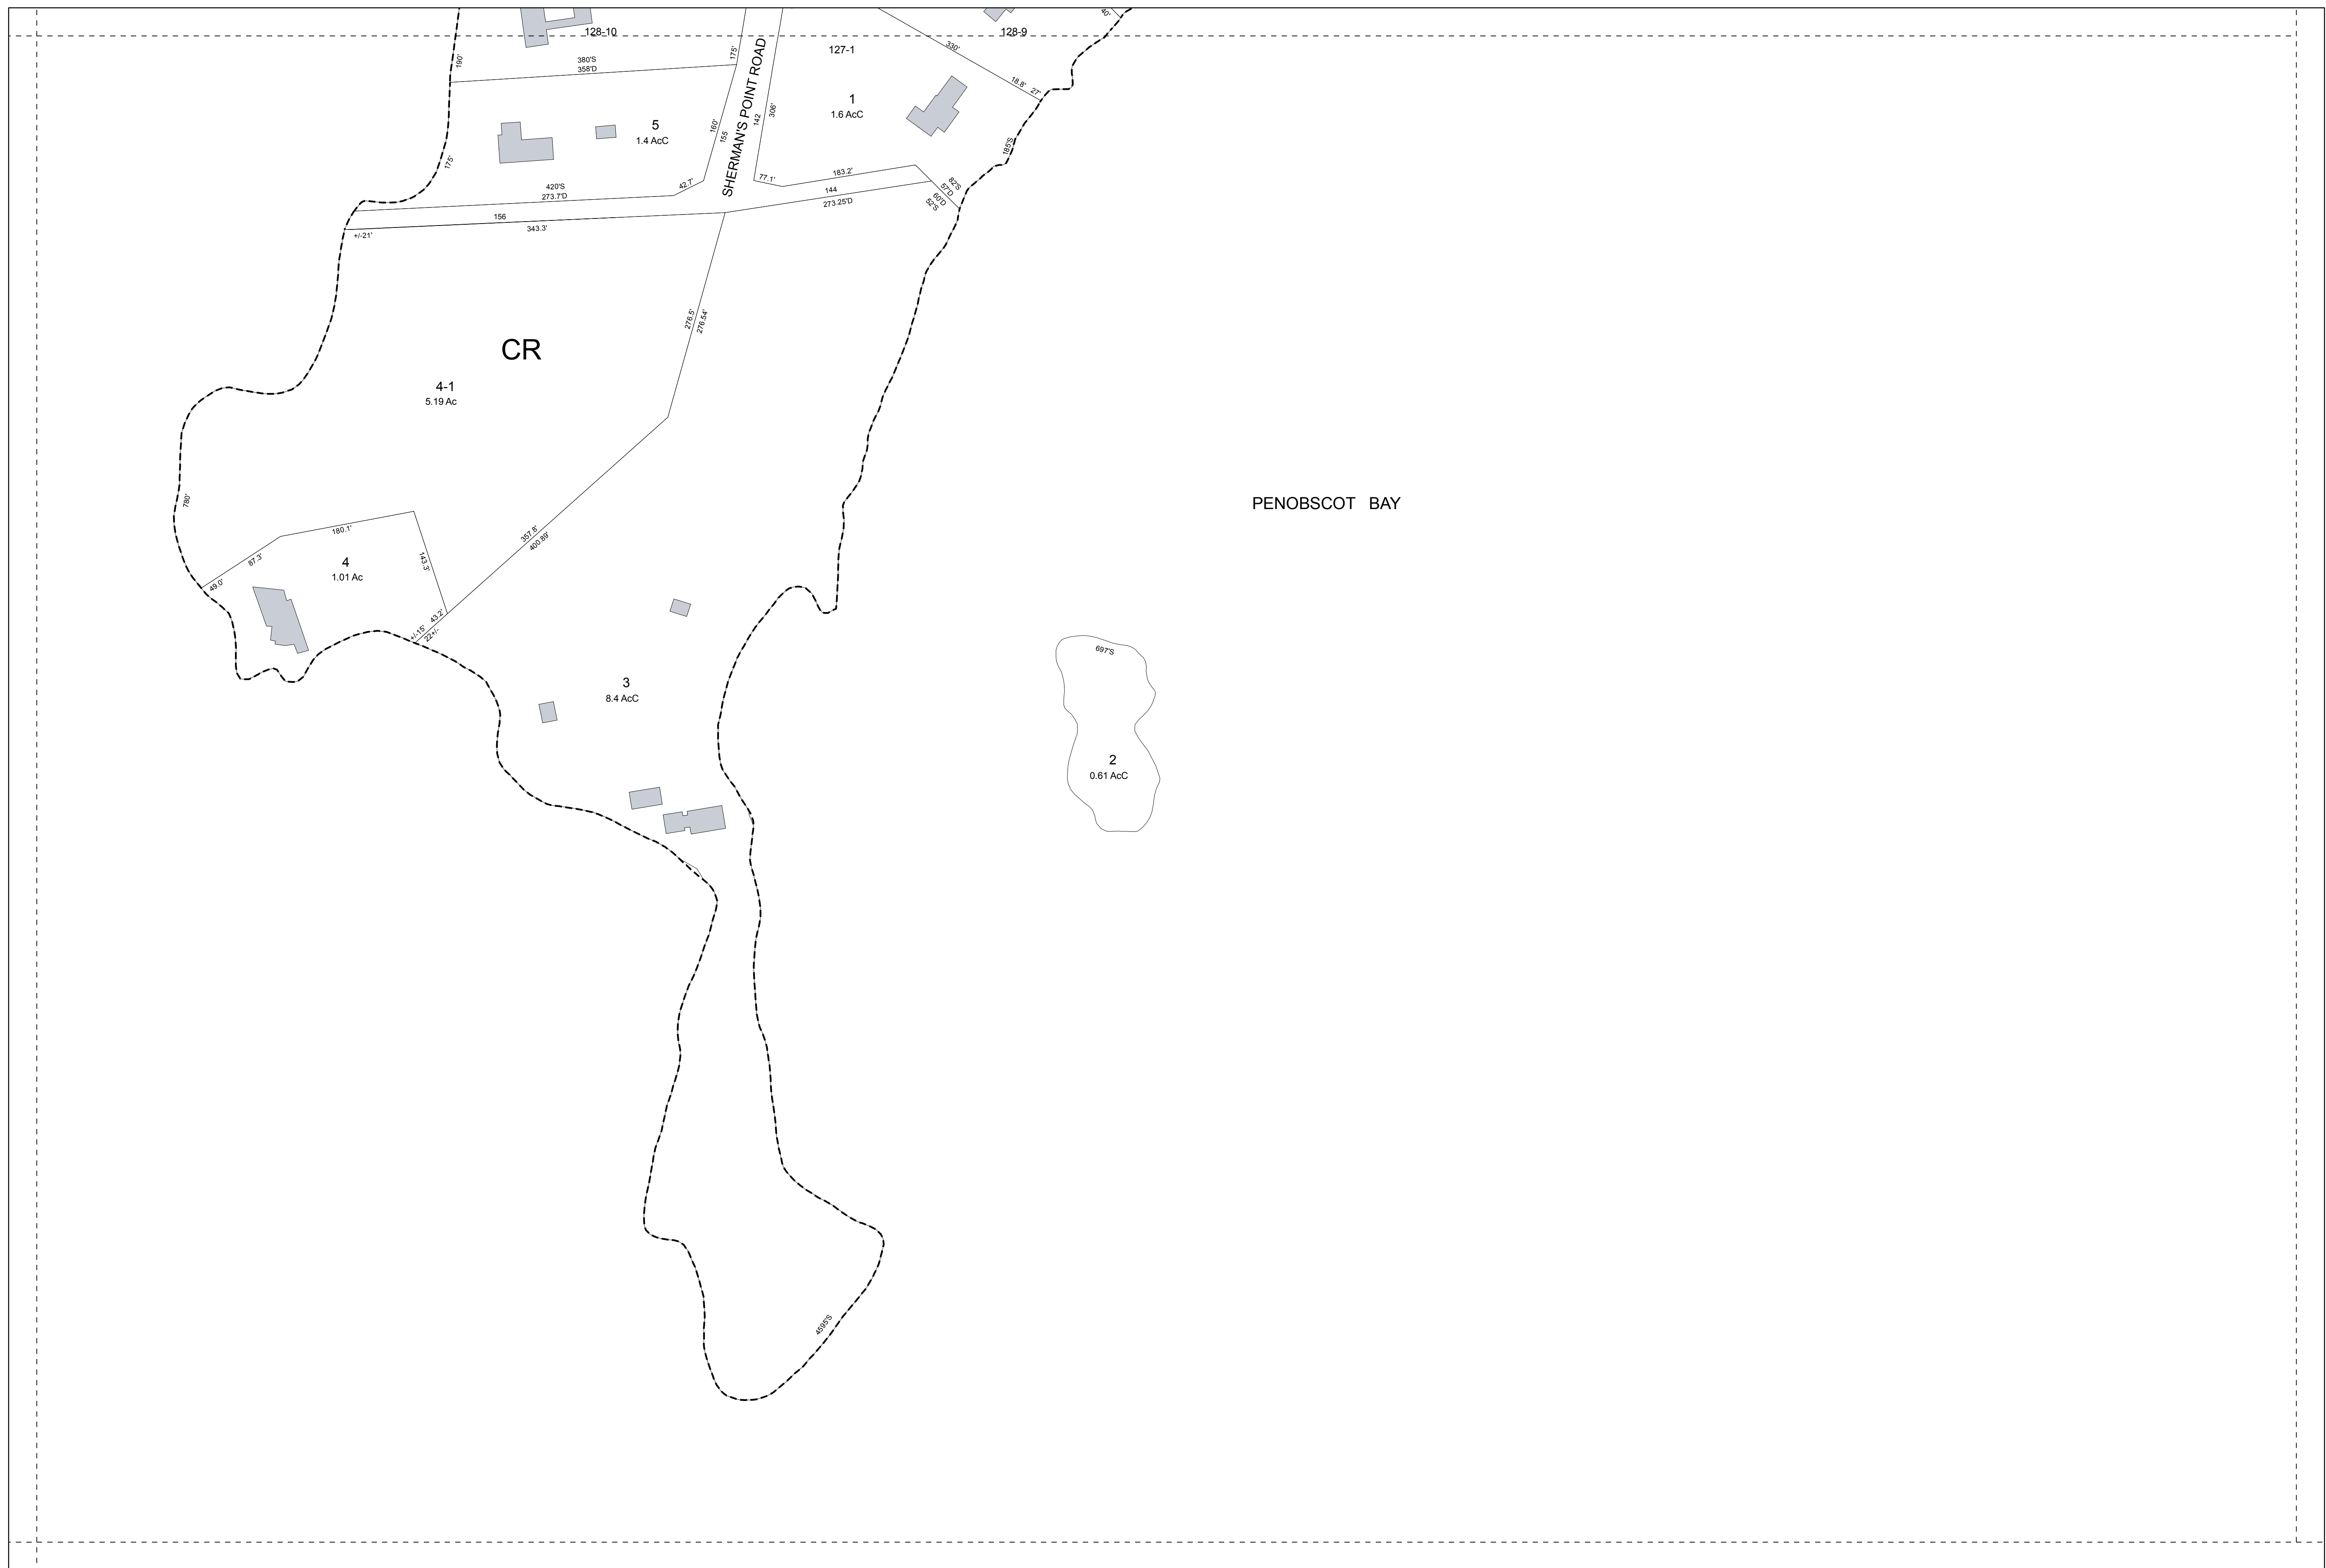 40'
128-10
128-9
127-1
330'
190'
175'
380'S
358'D
SHERMAN'S POINT ROAD
18.8'
27'
1
1.6 AcC
306'
142
5
1.4 AcC
160'
155
185'S
175'
183.2'
77.1'
42.7'
420'S
273.7'D
144
273.25'D
82'S
57'D
60'D
52'S
156
343.3'
+/-21'
276.5'
276.54'
CR
4-1
5.19 Ac
780'
PENOBSCOT BAY
180.1'
357.8'
400.89'
87.3'
49.0'
143.3'
4
1.01 Ac
43.2'
+/-15'
22+/-
697'S
3
8.4 AcC
2
0.61 AcC
4595'S